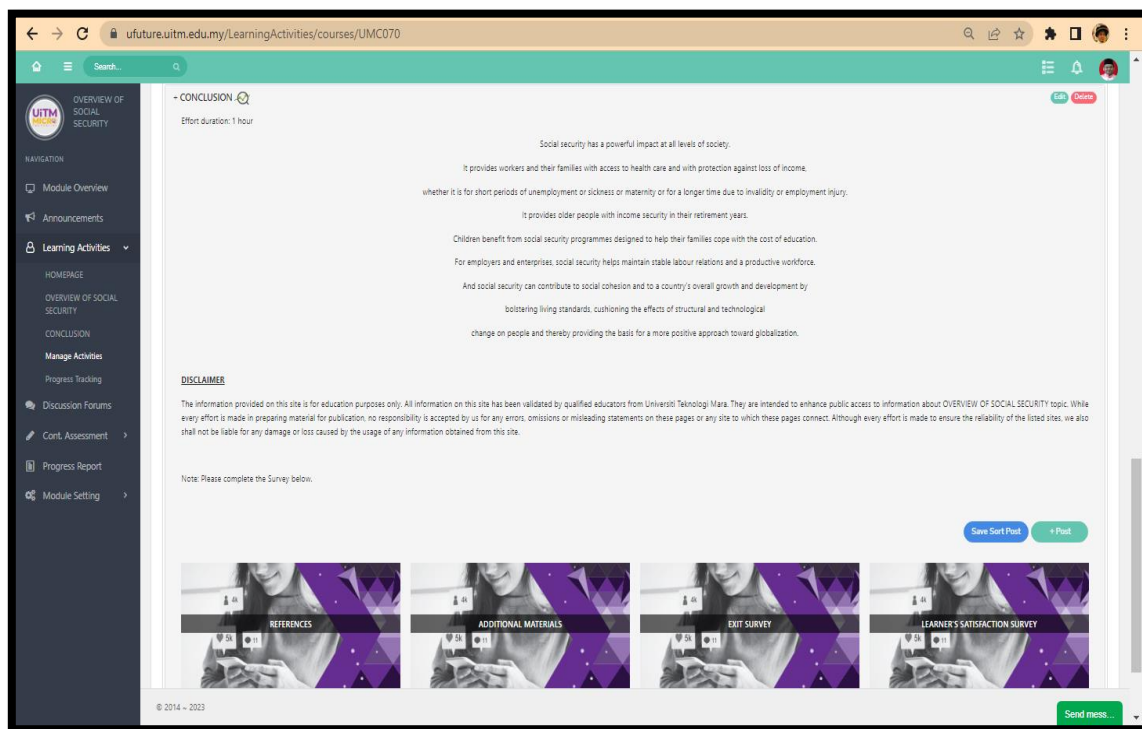 ufuture.uitm.edu.my/LearningActivities/courses/UMC070
Search...
UiTM
MICRO
OVERVIEW OF
SOCIAL
SECURITY
NAVIGATION
Module Overview
Announcements
Learning Activities
HOMEPAGE
OVERVIEW OF SOCIAL
SECURITY
CONCLUSION
Manage Activities
Progress Tracking
Discussion Forums
Cont. Assessment
Progress Report
Module Setting
- CONCLUSION
Edit Delete
Effort duration: 1 hour
Social security has a powerful impact at all levels of society.
It provides workers and their families with access to health care and with protection against loss of income,
whether it is for short periods of unemployment or sickness or maternity or for a longer time due to invalidity or employment injury.
It provides older people with income security in their retirement years.
Children benefit from social security programmes designed to help their families cope with the cost of education.
For employers and enterprises, social security helps maintain stable labour relations and a productive workforce.
And social security can contribute to social cohesion and to a country's overall growth and development by
bolstering living standards, cushioning the effects of structural and technological
change on people and thereby providing the basis for a more positive approach toward globalization.
DISCLAIMER
The information provided on this site is for education purposes only. All information on this site has been validated by qualified educators from Universiti Teknologi Mara. They are intended to enhance public access to information about OVERVIEW OF SOCIAL SECURITY topic. While
every effort is made in preparing material for publication, no responsibility is accepted by us for any errors, omissions or misleading statements on these pages or any site to which these pages connect. Although every effort is made to ensure the reliability of the listed sites, we also
shall not be liable for any damage or loss caused by the usage of any information obtained from this site.
Note: Please complete the Survey below.
Save Sort Post + Post
4k
REFERENCES
5k 11
4k
ADDITIONAL MATERIALS
5k 11
4k
EXIT SURVEY
5k 11
4k
LEARNER'S SATISFACTION SURVEY
5k 11
© 2014 - 2023
Send mess...